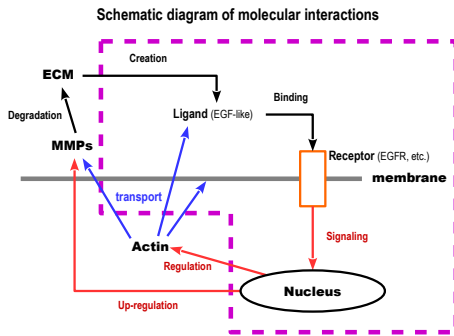 Schematic diagram of molecular interactions
Creation
ECM
Binding
Degradation
Ligand (EGF-like)
MMPs
Receptor (EGFR, etc.)
membrane
transport
Signaling
Actin
Regulation
Nucleus
Up-regulation